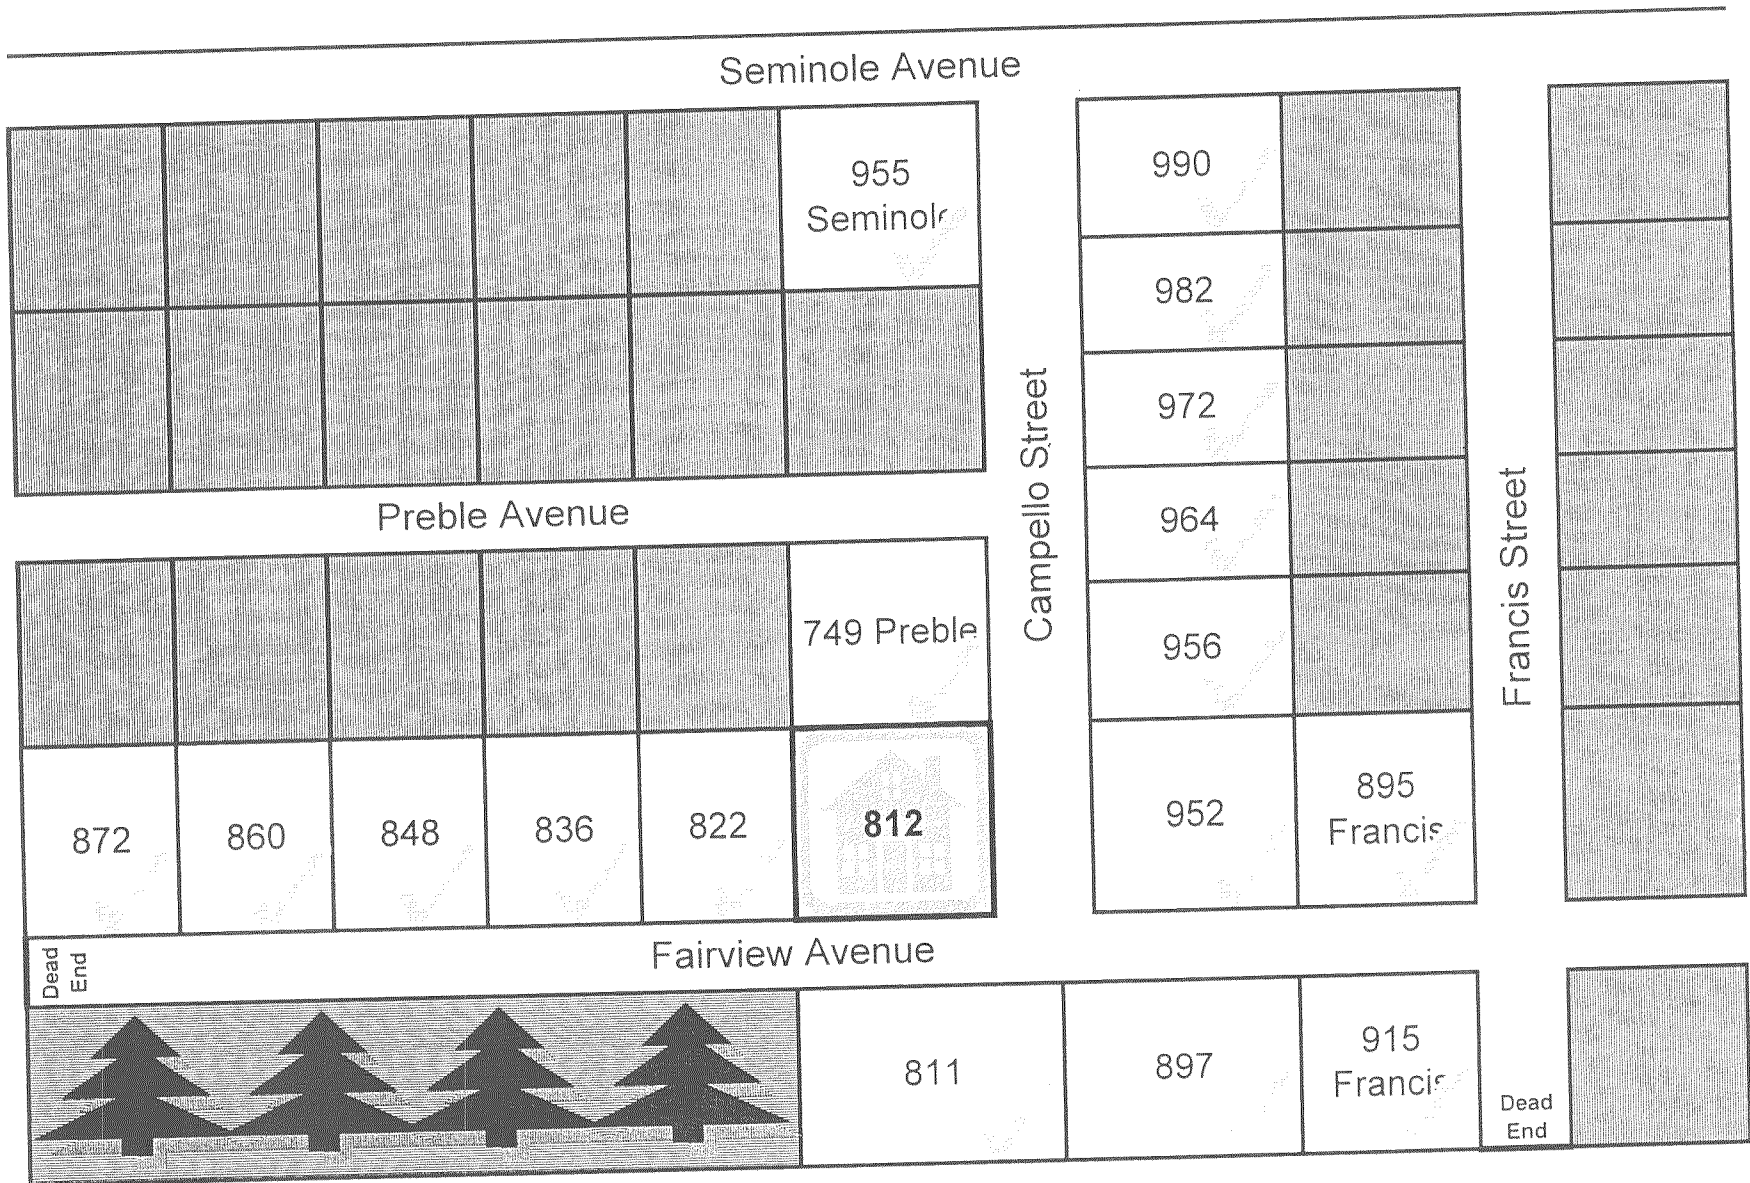 Seminole Avenue
955
Seminole
990
982
972
964
956
952
895
Francis
Campello Street
Francis Street
Preble Avenue
749 Preble
872
860
848
836
822
812
Dead
End
Fairview Avenue
811
897
915
Francis
Dead
End